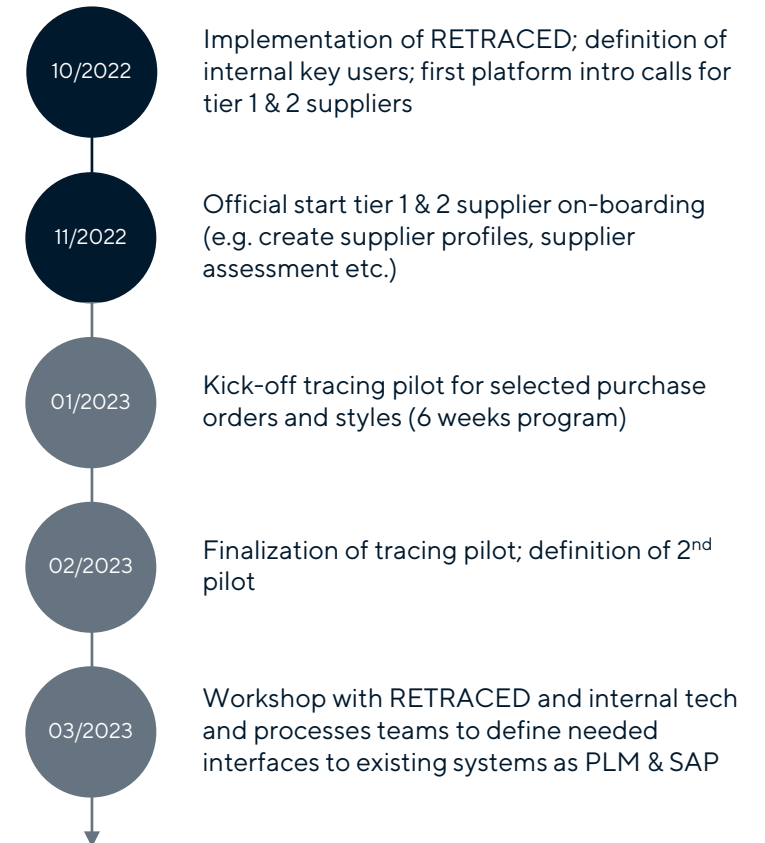 10/2022
Implementation of RETRACED; definition of
internal key users; first platform intro calls for
tier 1 & 2 suppliers
11/2022
Official start tier 1 & 2 supplier on-boarding
(e.g. create supplier profiles, supplier
assessment etc.)
01/2023
Kick-off tracing pilot for selected purchase
orders and styles (6 weeks program)
02/2023
Finalization of tracing pilot; definition of 2nd
pilot
03/2023
Workshop with RETRACED and internal tech
and processes teams to define needed
interfaces to existing systems as PLM & SAP